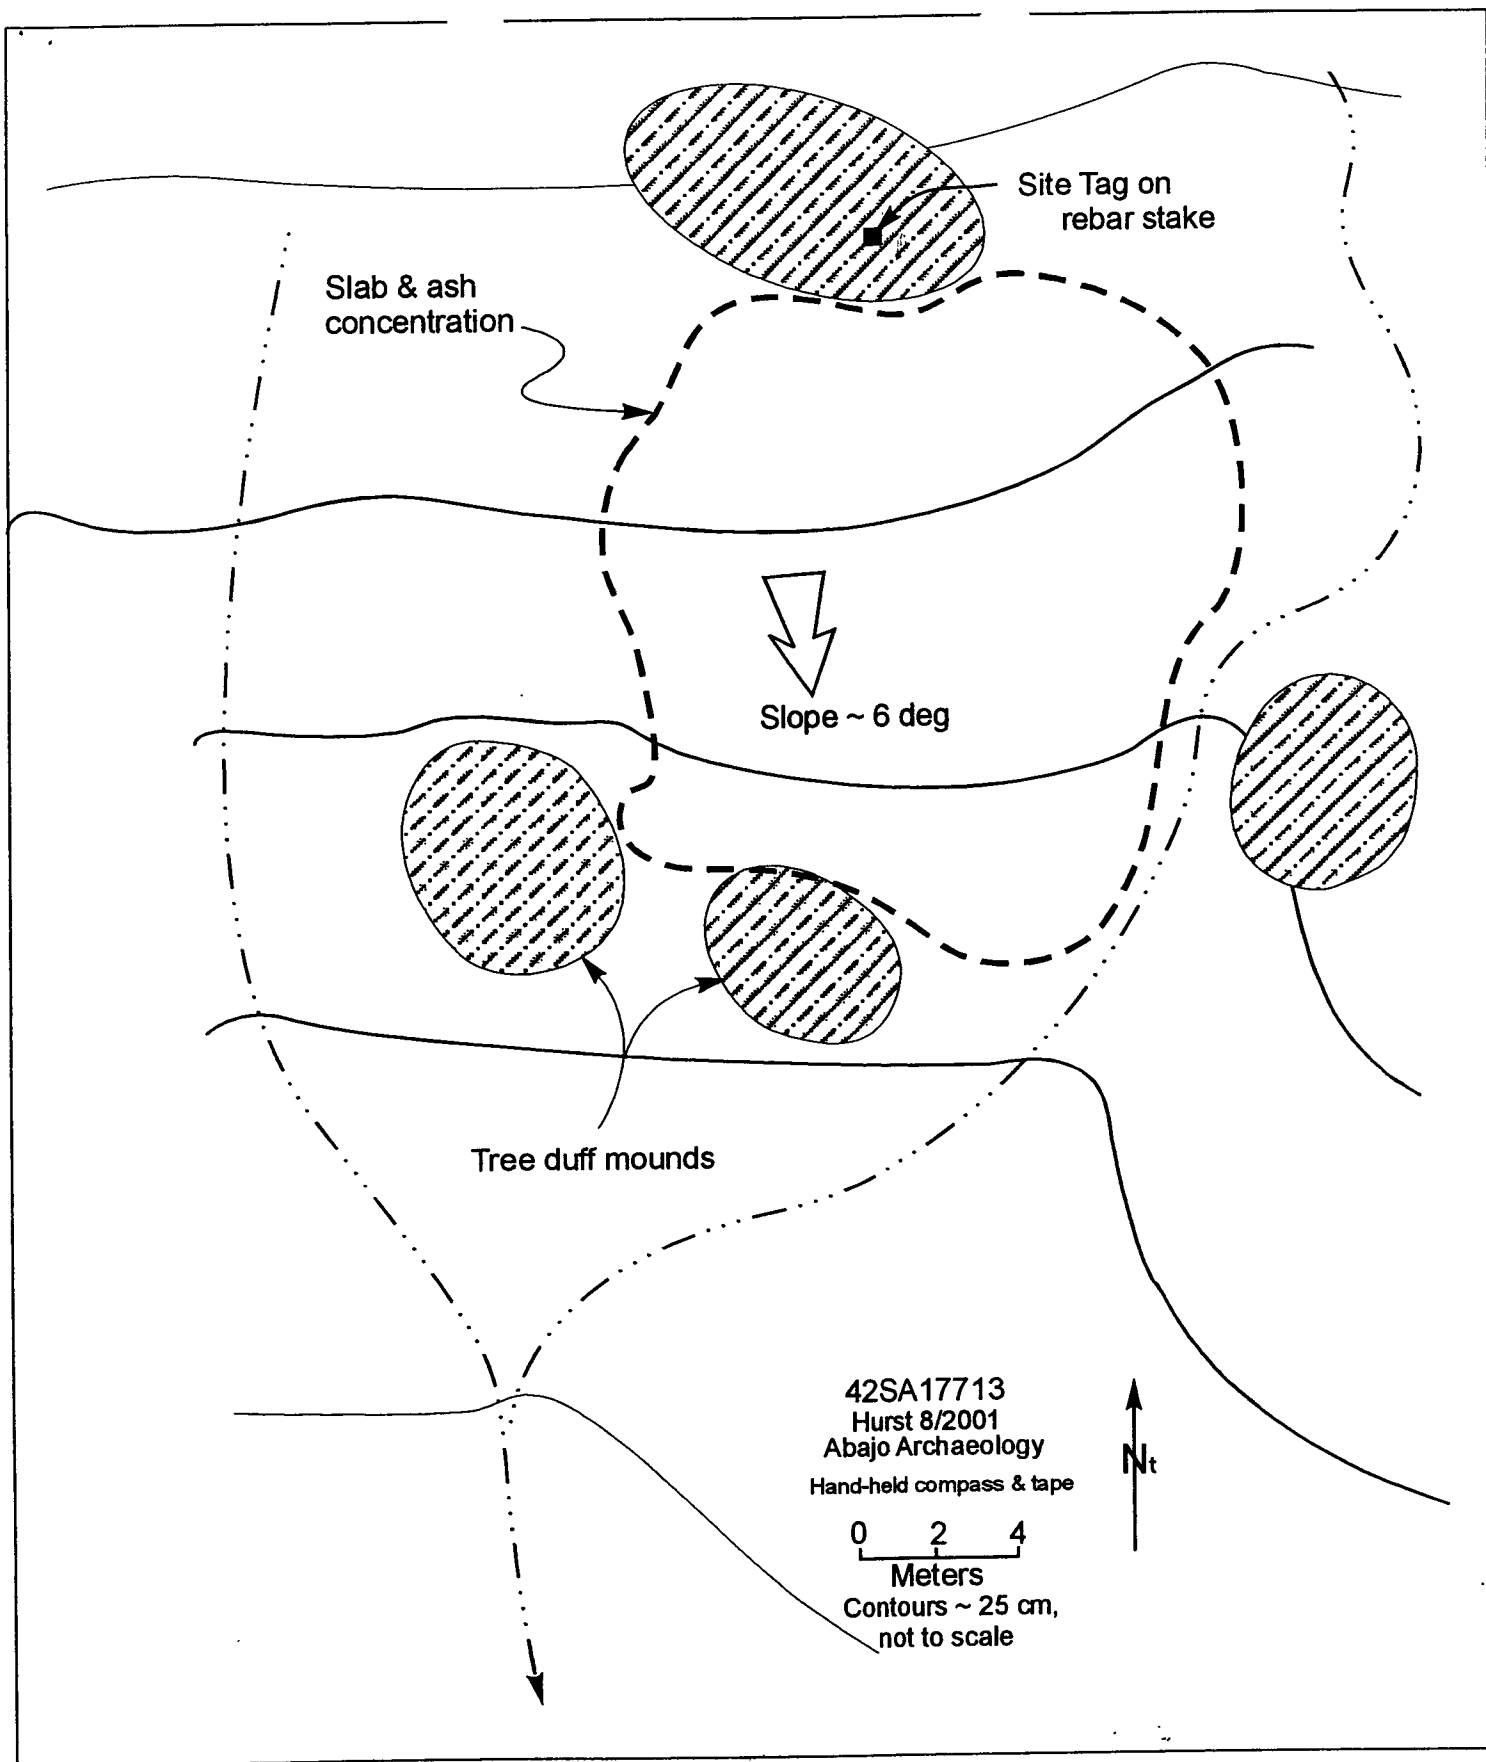 Site Tag on
rebar stake
Slab & ash
concentration
Slope ~ 6 deg
Tree duff mounds
42SA17713
Hurst 8/2001
Abajo Archaeology
Hand-held compass & tape
Nt
0 2 4
Meters
Contours ~ 25 cm,
not to scale